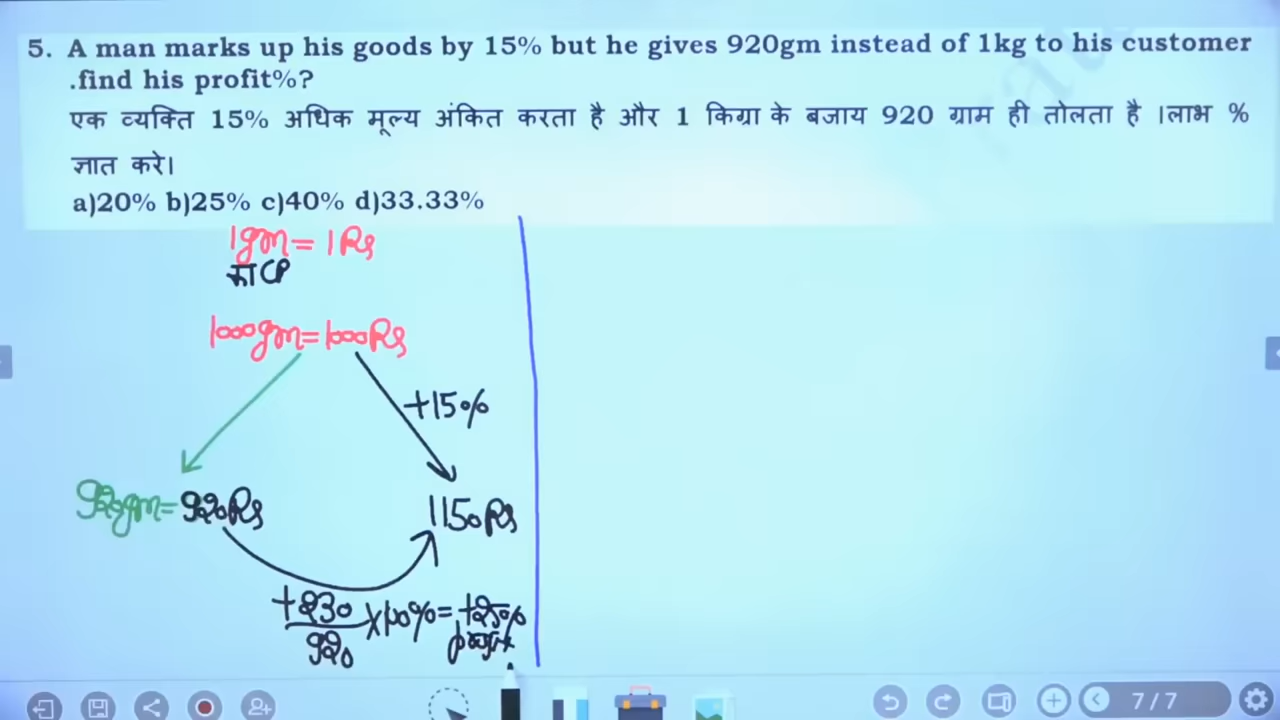 5. A man marks up his goods by 15% but he gives 920gm instead of 1kg to his customer
.find his profit%?
एक व्यक्ति 15% अधिक मूल्य अंकित करता है और 1 किग्रा के बजाय 920 ग्राम ही तोलता है ।लाभ %
ज्ञात करे।
a)20% b)25% c)40% d)33.33%
1gm = 1Rs
का CP
1000gm=1000Rs
+15%
920gm= 920Rs
1150Rs
+230
920
×100%= +25%
profit
7 / 7